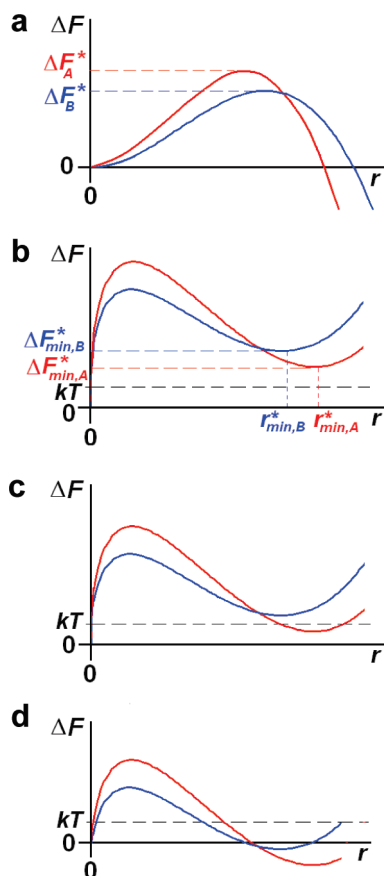 a
ΔF
ΔF*A
ΔF*B
0
0
r
b
ΔF
ΔF*min,B
ΔF*min,A
kT
0
0
r*min,B
r*min,A
r
c
ΔF
kT
0
0
r
d
ΔF
kT
0
0
r